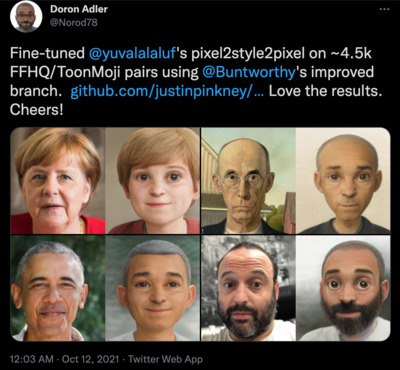 Doron Adler
@Norod78
Fine-tuned @yuvalalaluf's pixel2style2pixel on ~4.5k
FFHQ/ToonMoji pairs using @Buntworthy's improved
branch. github.com/justinpinkney/... Love the results.
Cheers!
12:03 AM · Oct 12, 2021 · Twitter Web App